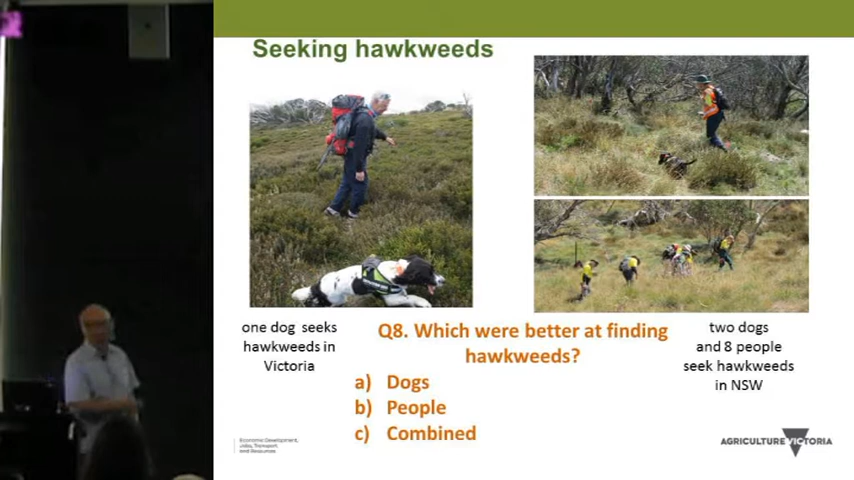 Seeking hawkweeds
one dog seeks
hawkweeds in
Victoria
Q8. Which were better at finding
hawkweeds?
a) Dogs
b) People
c) Combined
two dogs
and 8 people
seek hawkweeds
in NSW
Economic Development,
Jobs, Transport
and Resources
AGRICULTURE VICTORIA